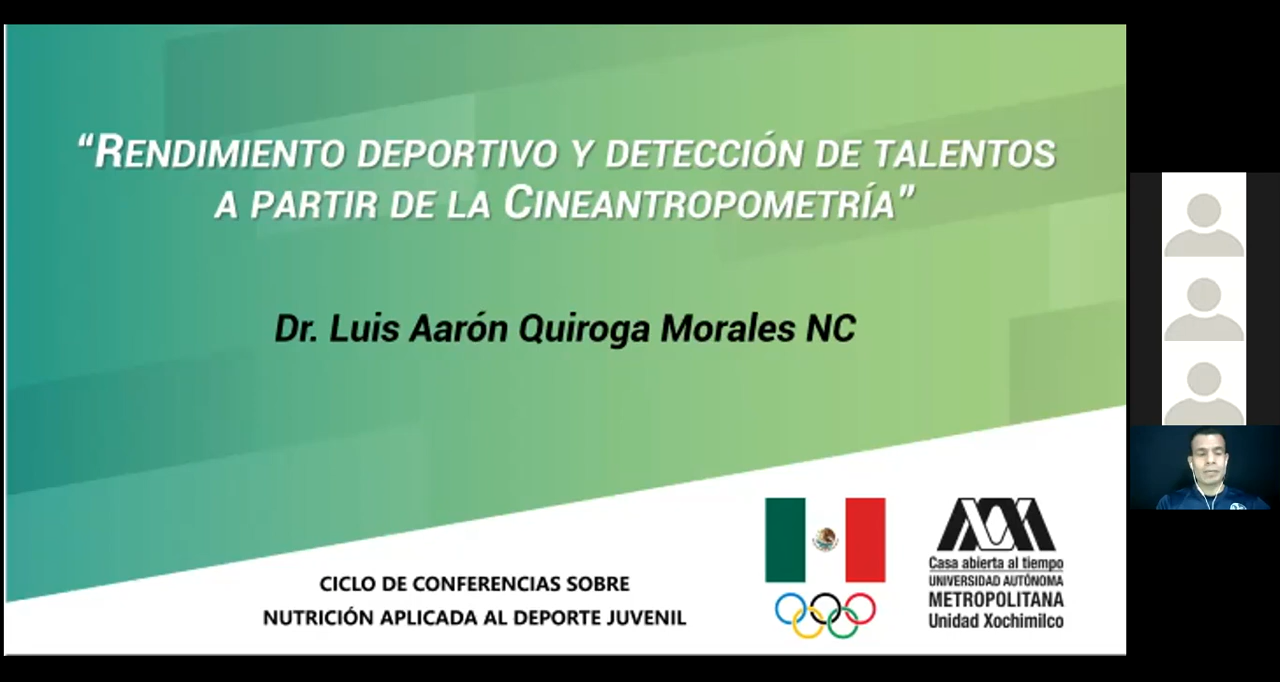 “RENDIMIENTO DEPORTIVO Y DETECCIÓN DE TALENTOS
A PARTIR DE LA CINEANTROPOMETRÍA”
Dr. Luis Aarón Quiroga Morales NC
CICLO DE CONFERENCIAS SOBRE
NUTRICIÓN APLICADA AL DEPORTE JUVENIL
Casa abierta al tiempo
UNIVERSIDAD AUTÓNOMA
METROPOLITANA
Unidad Xochimilco